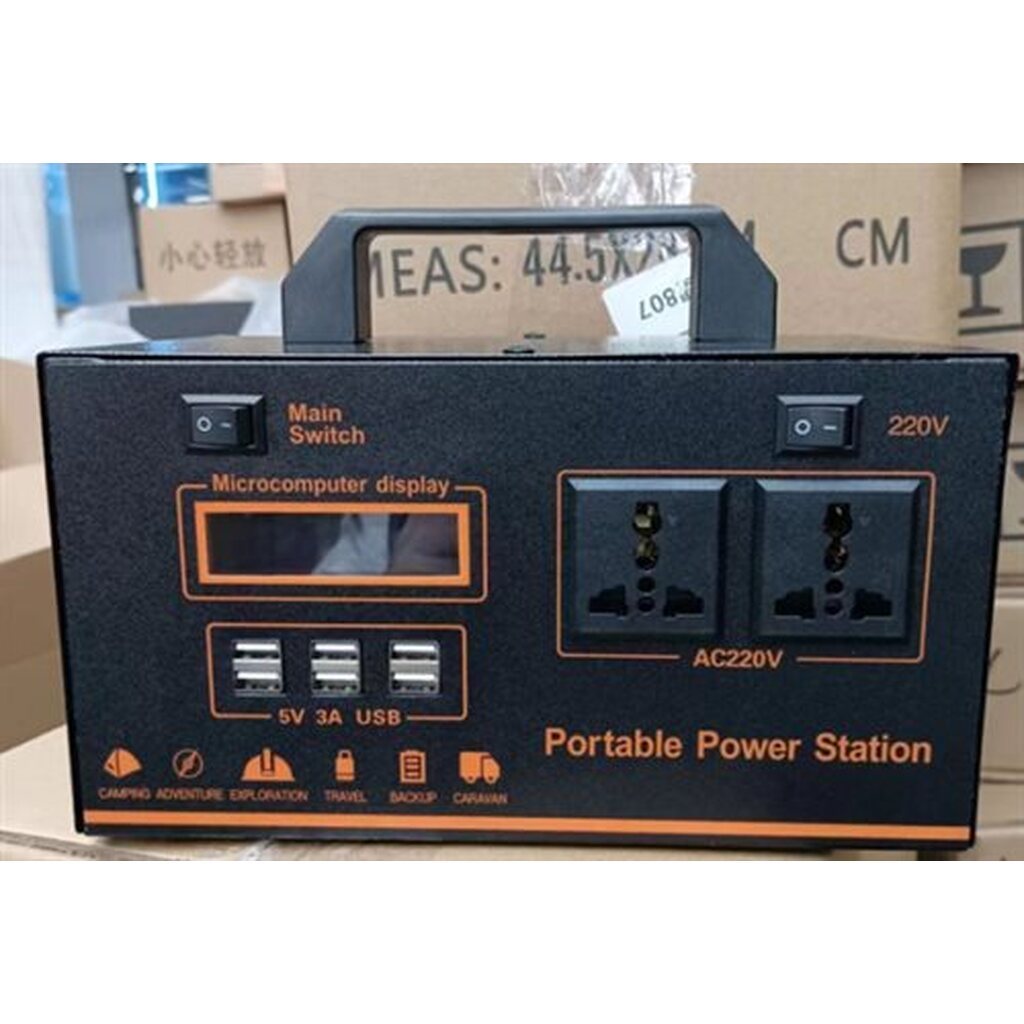 小心轻放
MEAS: 44.5X2
CM
807
Main
Switch
220V
Microcomputer display
AC220V
5V 3A USB
Portable Power Station
CAMPING ADVENTURE EXPLORATION TRAVEL BACKUP CARAVAN